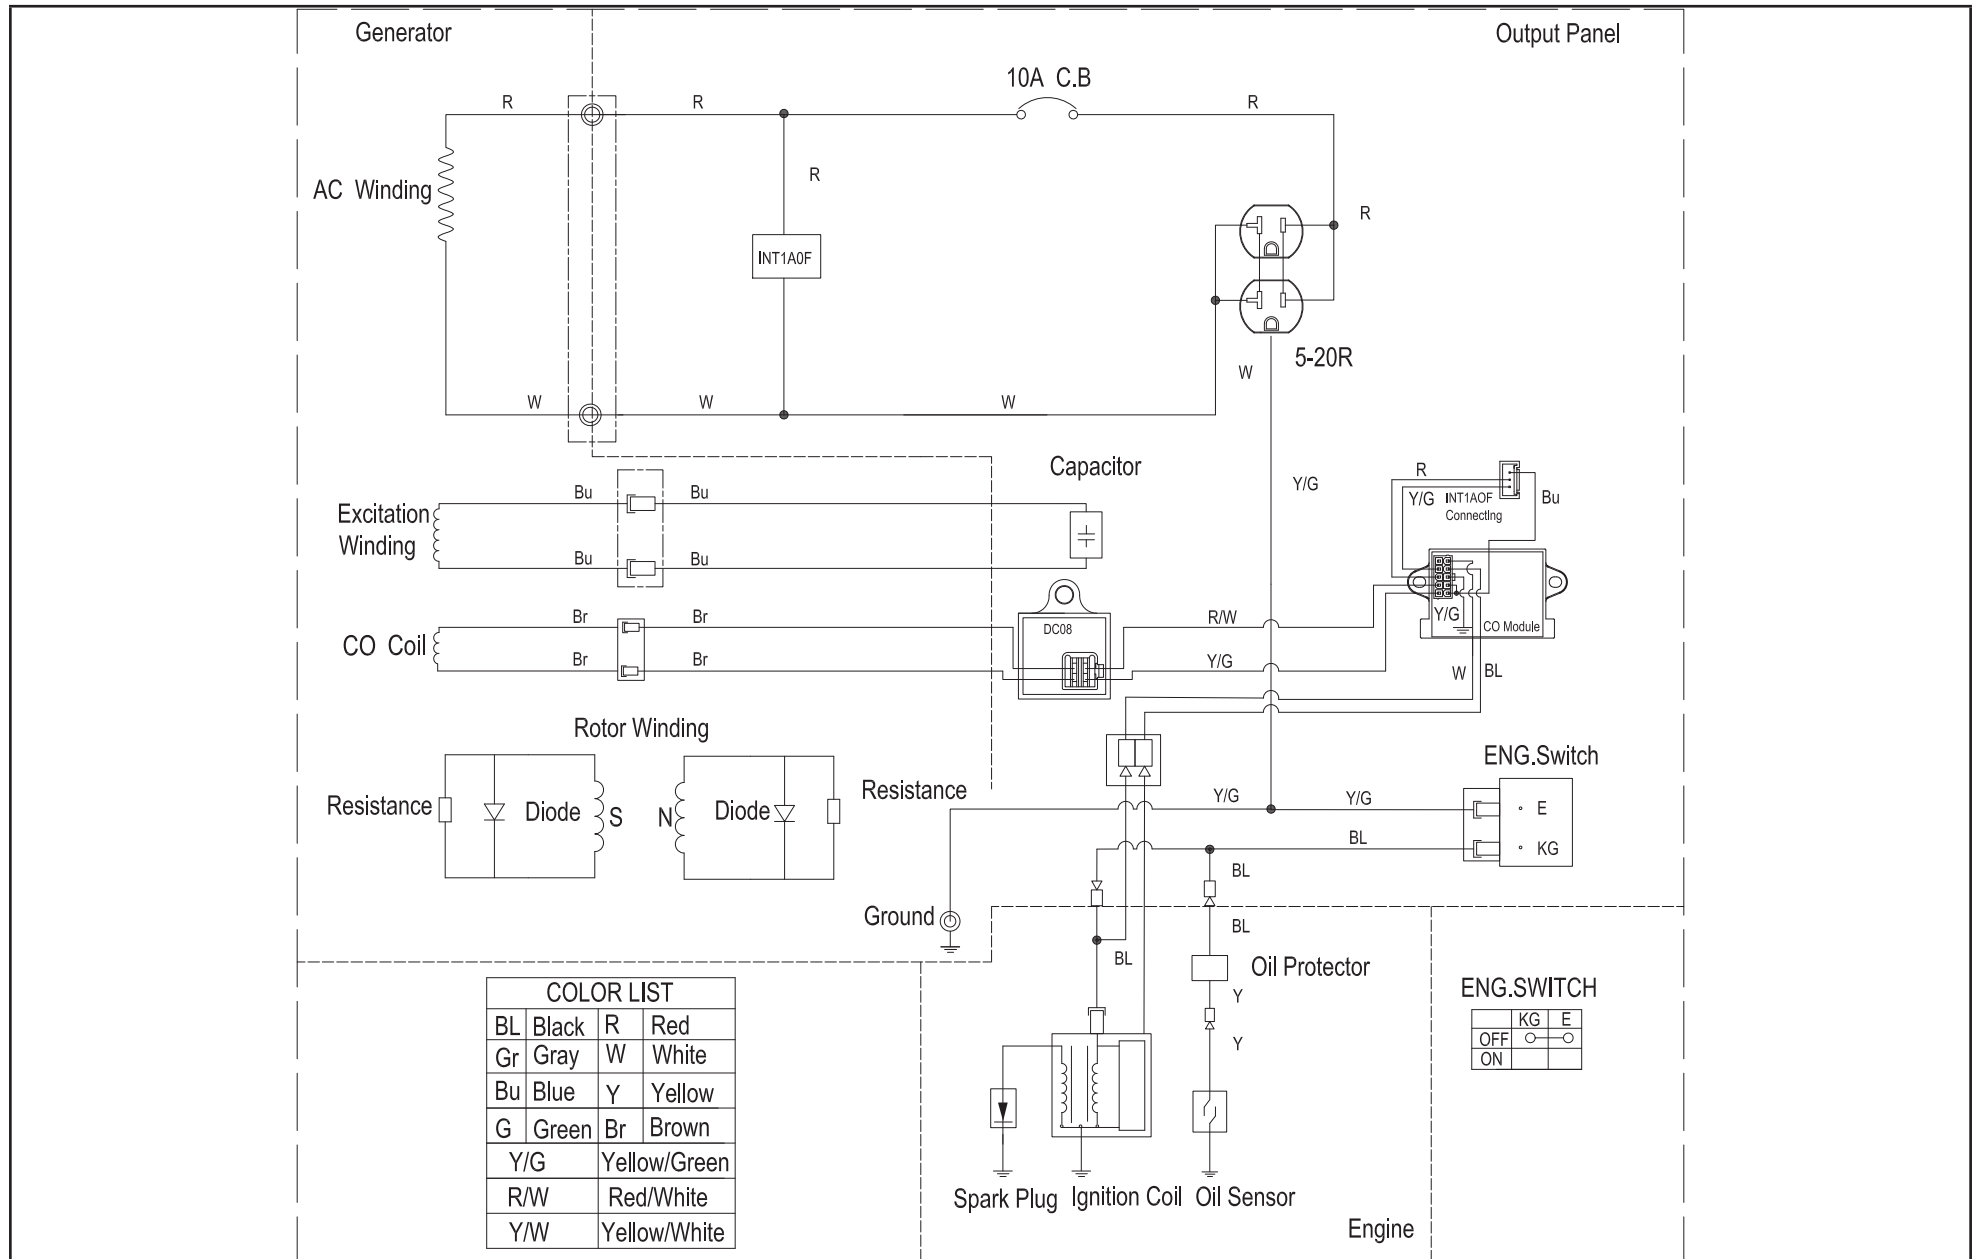 Generator
Output Panel
10A C.B
R
R
R
AC Winding
R
R
INT1A0F
5-20R
W
W
W
W
Capacitor
Y/G
R
Y/G
INT1AOF
ConnectIng
Bu
Excitation
Winding
Bu
Bu
Bu
Bu
CO Coil
Br
Br
Br
Br
DC08
R/W
Y/G
Y/G
CO Module
W
BL
Rotor Winding
Resistance
Diode
S
N
Diode
Resistance
ENG.Switch
Y/G
Y/G
E
BL
KG
BL
Ground
BL
BL
Oil Protector
Y
Y
ENG.SWITCH
KG E
OFF
ON
COLOR LIST
BL Black R Red
Gr Gray W White
Bu Blue Y Yellow
G Green Br Brown
Y/G Yellow/Green
R/W Red/White
Y/W Yellow/White
Spark Plug
Ignition Coil
Oil Sensor
Engine